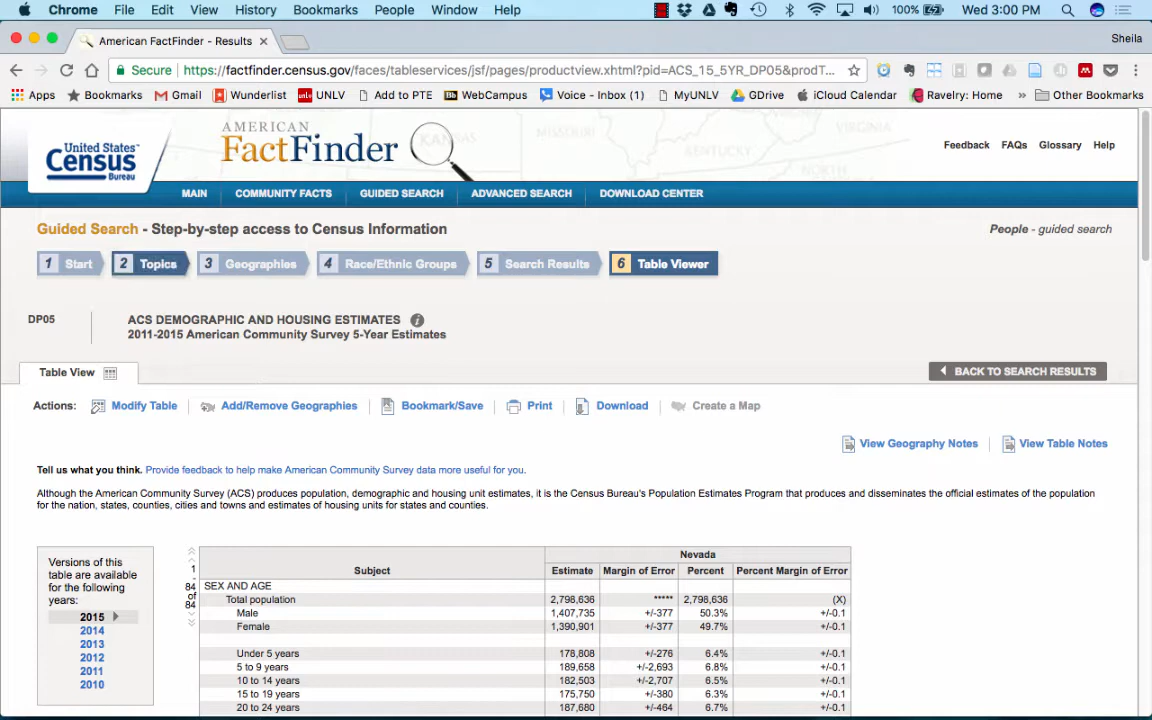 Chrome File Edit View History Bookmarks People Window Help 100% Wed 3:00 PM
American FactFinder - Results Sheila
Secure https://factfinder.census.gov/faces/tableservices/jsf/pages/productview.xhtml?pid=ACS_15_5YR_DP05&prodT...
Apps Bookmarks Gmail Wunderlist UNLV Add to PTE WebCampus Voice - Inbox (1) MyUNLV GDrive iCloud Calendar Ravelry: Home » Other Bookmarks
United States Census Bureau
AMERICAN
FactFinder
KANSAS MISSOURI KENTUCKY VIRGINIA NORTH
Feedback FAQs Glossary Help
MAIN COMMUNITY FACTS GUIDED SEARCH ADVANCED SEARCH DOWNLOAD CENTER
Guided Search - Step-by-step access to Census Information People - guided search
1 Start 2 Topics 3 Geographies 4 Race/Ethnic Groups 5 Search Results 6 Table Viewer
DP05 ACS DEMOGRAPHIC AND HOUSING ESTIMATES
2011-2015 American Community Survey 5-Year Estimates
Table View BACK TO SEARCH RESULTS
Actions: Modify Table Add/Remove Geographies Bookmark/Save Print Download Create a Map
View Geography Notes View Table Notes
Tell us what you think. Provide feedback to help make American Community Survey data more useful for you.
Although the American Community Survey (ACS) produces population, demographic and housing unit estimates, it is the Census Bureau's Population Estimates Program that produces and disseminates the official estimates of the population
for the nation, states, counties, cities and towns and estimates of housing units for states and counties.
Versions of this
table are available
for the following
years:
2015
2014
2013
2012
2011
2010
1
-
84
of
84
Subject Nevada
Estimate Margin of Error Percent Percent Margin of Error
SEX AND AGE
Total population 2,798,636 ***** 2,798,636 (X)
Male 1,407,735 +/-377 50.3% +/-0.1
Female 1,390,901 +/-377 49.7% +/-0.1
Under 5 years 178,808 +/-276 6.4% +/-0.1
5 to 9 years 189,658 +/-2,693 6.8% +/-0.1
10 to 14 years 182,503 +/-2,707 6.5% +/-0.1
15 to 19 years 175,750 +/-380 6.3% +/-0.1
20 to 24 years 187,680 +/-464 6.7% +/-0.1